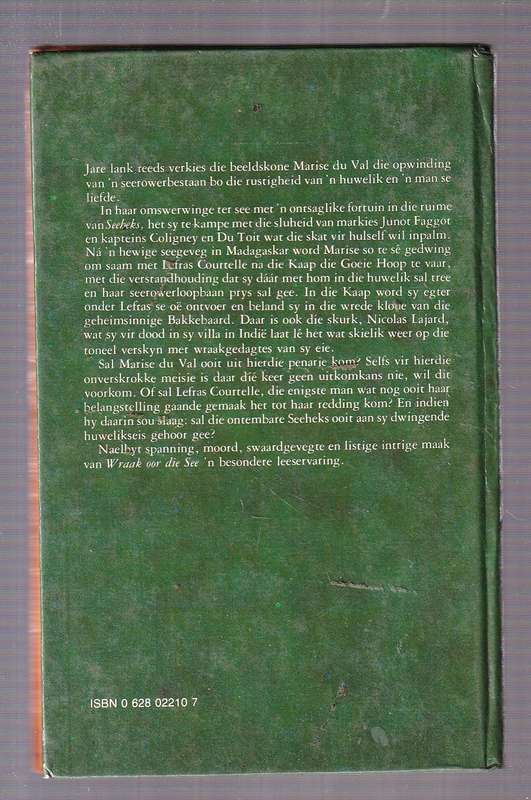 Jare lank reeds verkies die beeldskone Marise du Val die opwinding
van 'n seerowerbestaan bo die rustigheid van 'n huwelik en 'n man se
liefde.
In haar omswerwinge ter see met 'n ontsaglike fortuin in die ruime
van Seeheks, het sy te kampe met die sluheid van markies Junot Faggot
en kapteins Coligney en Du Toit wat die skat vir hulself wil inpalm.
Ná 'n hewige seegeveg in Madagaskar word Marise so te sê gedwing
om saam met Lefras Courtelle na die Kaap die Goeie Hoop te vaar,
met die verstandhouding dat sy dáár met hom in die huwelik sal tree
en haar seerowerloopbaan prys sal gee. In die Kaap word sy egter
onder Lefras se oë ontvoer en beland sy in die wrede kloue van die
geheimsinnige Bakkebaard. Daar is ook die skurk, Nicolas Lajard,
wat sy vir dood in sy villa in Indië laat lê het wat skielik weer op die
toneel verskyn met wraakgedagtes van sy eie.
Sal Marise du Val ooit uit hierdie penarie kom? Selfs vir hierdie
onverskrokke meisie is daar dié keer geen uitkomkans nie, wil dit
voorkom. Of sal Lefras Courtelle, die enigste man wat nog ooit haar
belangstelling gaande gemaak het tot haar redding kom? En indien
hy daarin sou slaag: sal die ontembare Seeheks ooit aan sy dwingende
huwelikseis gehoor gee?
Naelbyt spanning, moord, swaardgevegte en listige intrige maak
van Wraak oor die See 'n besondere leeservaring.
ISBN 0 628 02210 7